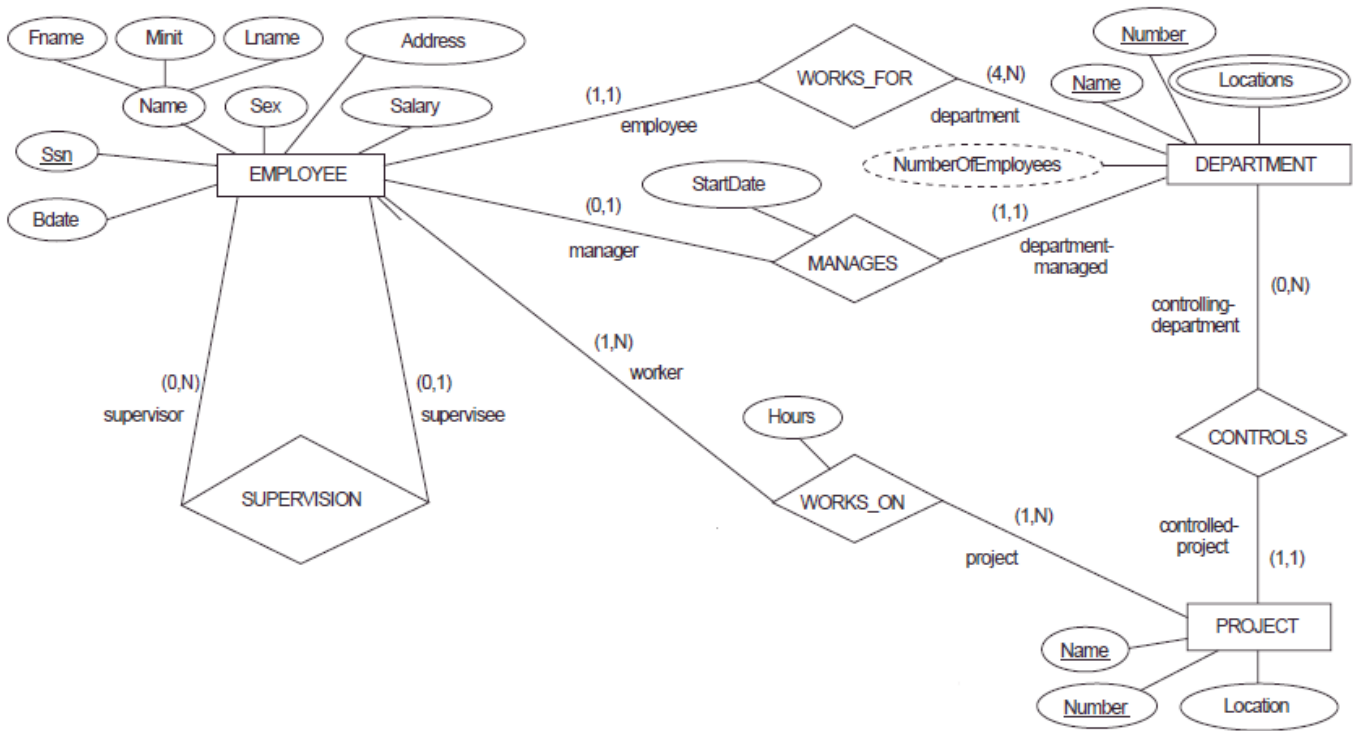 Fname
Minit
Lname
Address
Number
Name
Sex
Salary
WORKS_FOR
(4,N)
Name
Locations
(1,1)
employee
department
Ssn
EMPLOYEE
StartDate
NumberOfEmployees
DEPARTMENT
Bdate
(0,1)
manager
MANAGES
(1,1)
department-
managed
(0,N)
controlling-
department
(1,N)
worker
(0,N)
supervisor
(0,1)
supervisee
Hours
CONTROLS
SUPERVISION
WORKS_ON
(1,N)
project
controlled-
project
(1,1)
PROJECT
Name
Number
Location